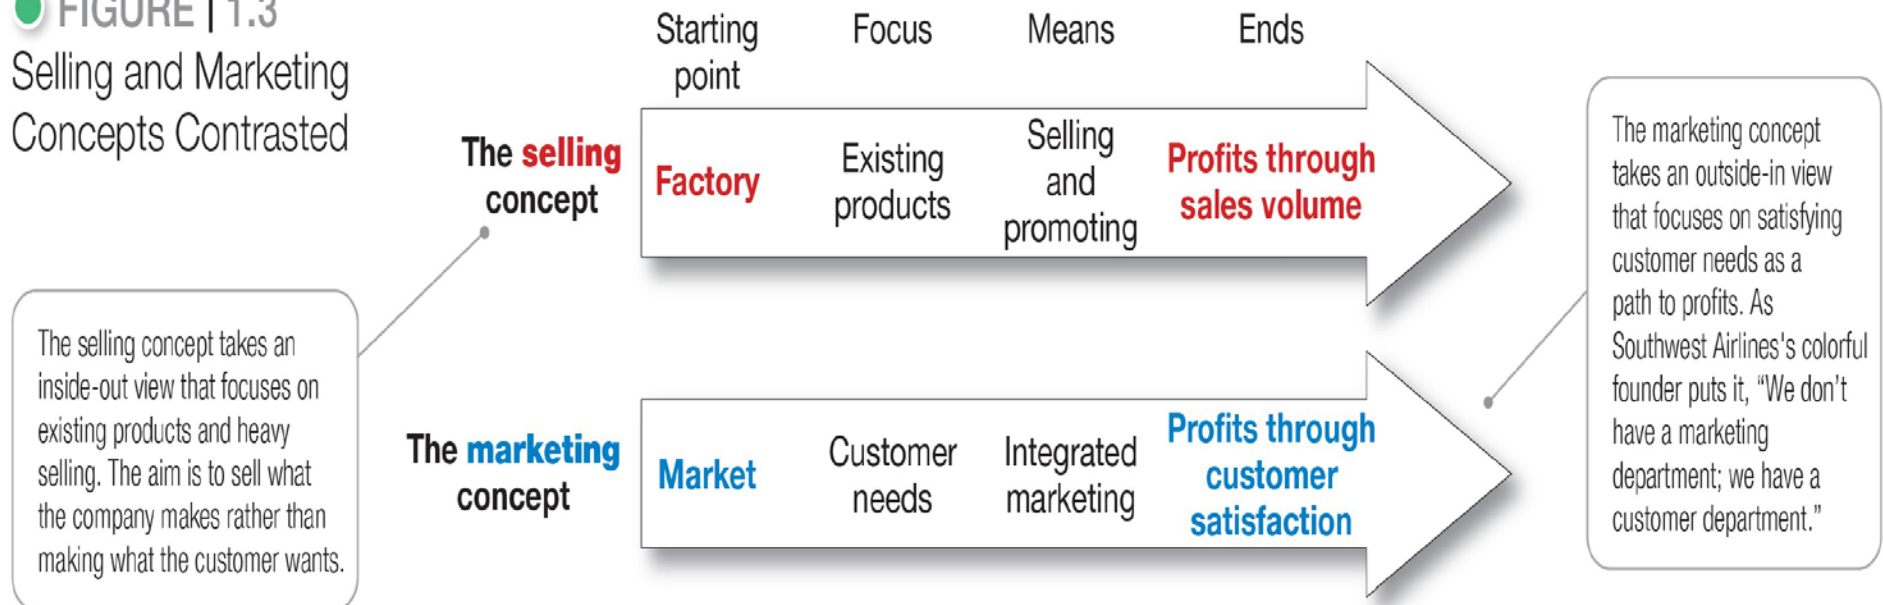 FIGURE | 1.3
Selling and Marketing
Concepts Contrasted
Starting
point
Focus
Means
Ends
The selling
concept
Factory
Existing
products
Selling
and
promoting
Profits through
sales volume
The selling concept takes an
inside-out view that focuses on
existing products and heavy
selling. The aim is to sell what
the company makes rather than
making what the customer wants.
The marketing
concept
Market
Customer
needs
Integrated
marketing
Profits through
customer
satisfaction
The marketing concept
takes an outside-in view
that focuses on satisfying
customer needs as a
path to profits. As
Southwest Airlines's colorful
founder puts it, “We don’t
have a marketing
department; we have a
customer department.”